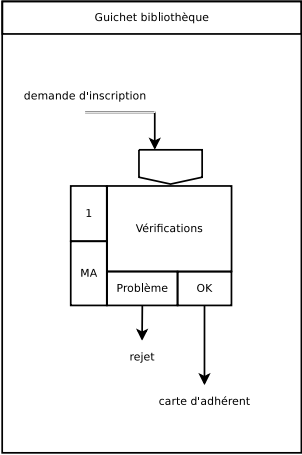 Guichet bibliothèque
demande d'inscription
1
Vérifications
MA
Problème
OK
rejet
carte d'adhérent